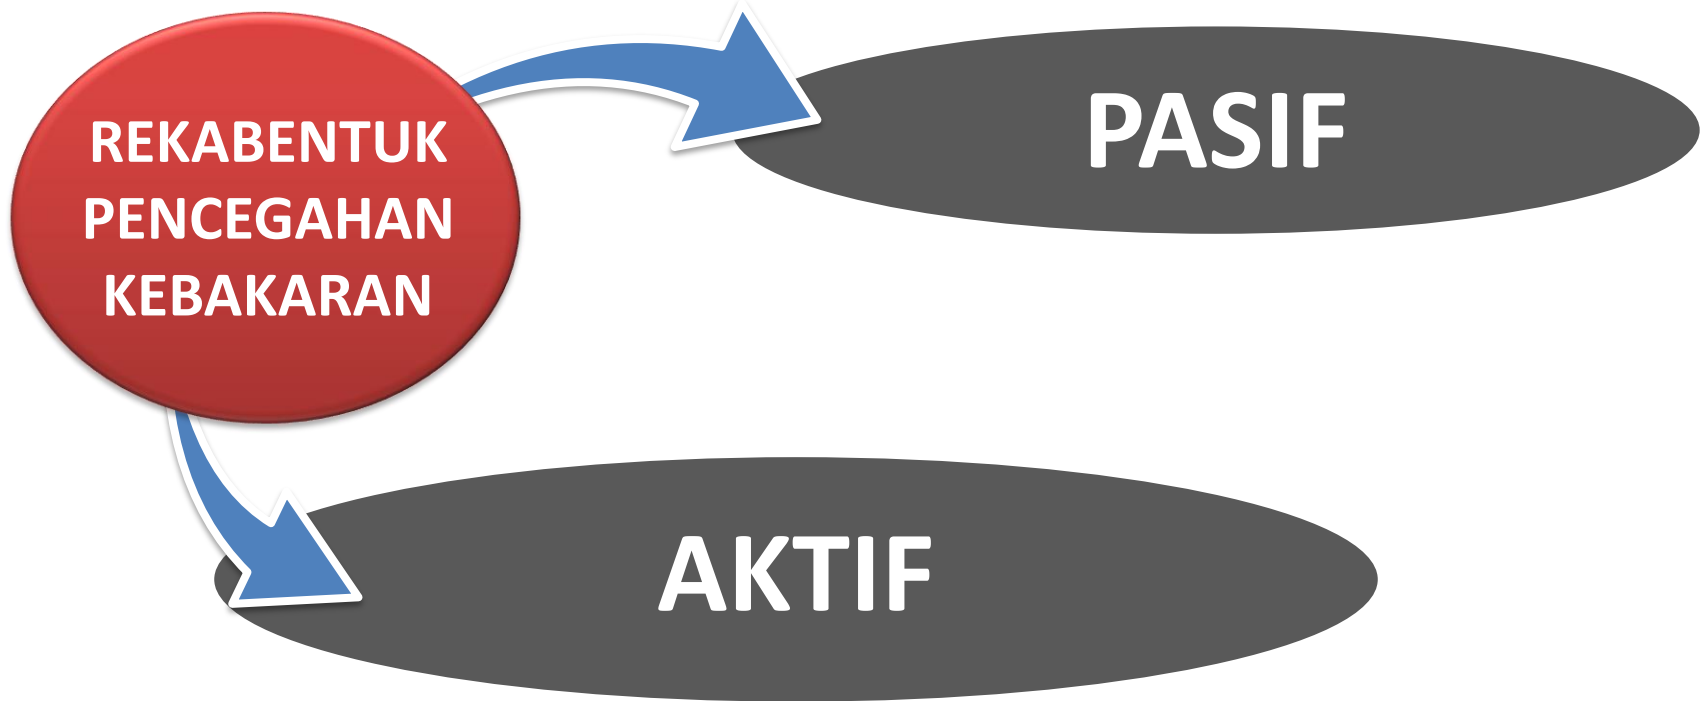 REKABENTUK
PENCEGAHAN
KEBAKARAN
PASIF
AKTIF